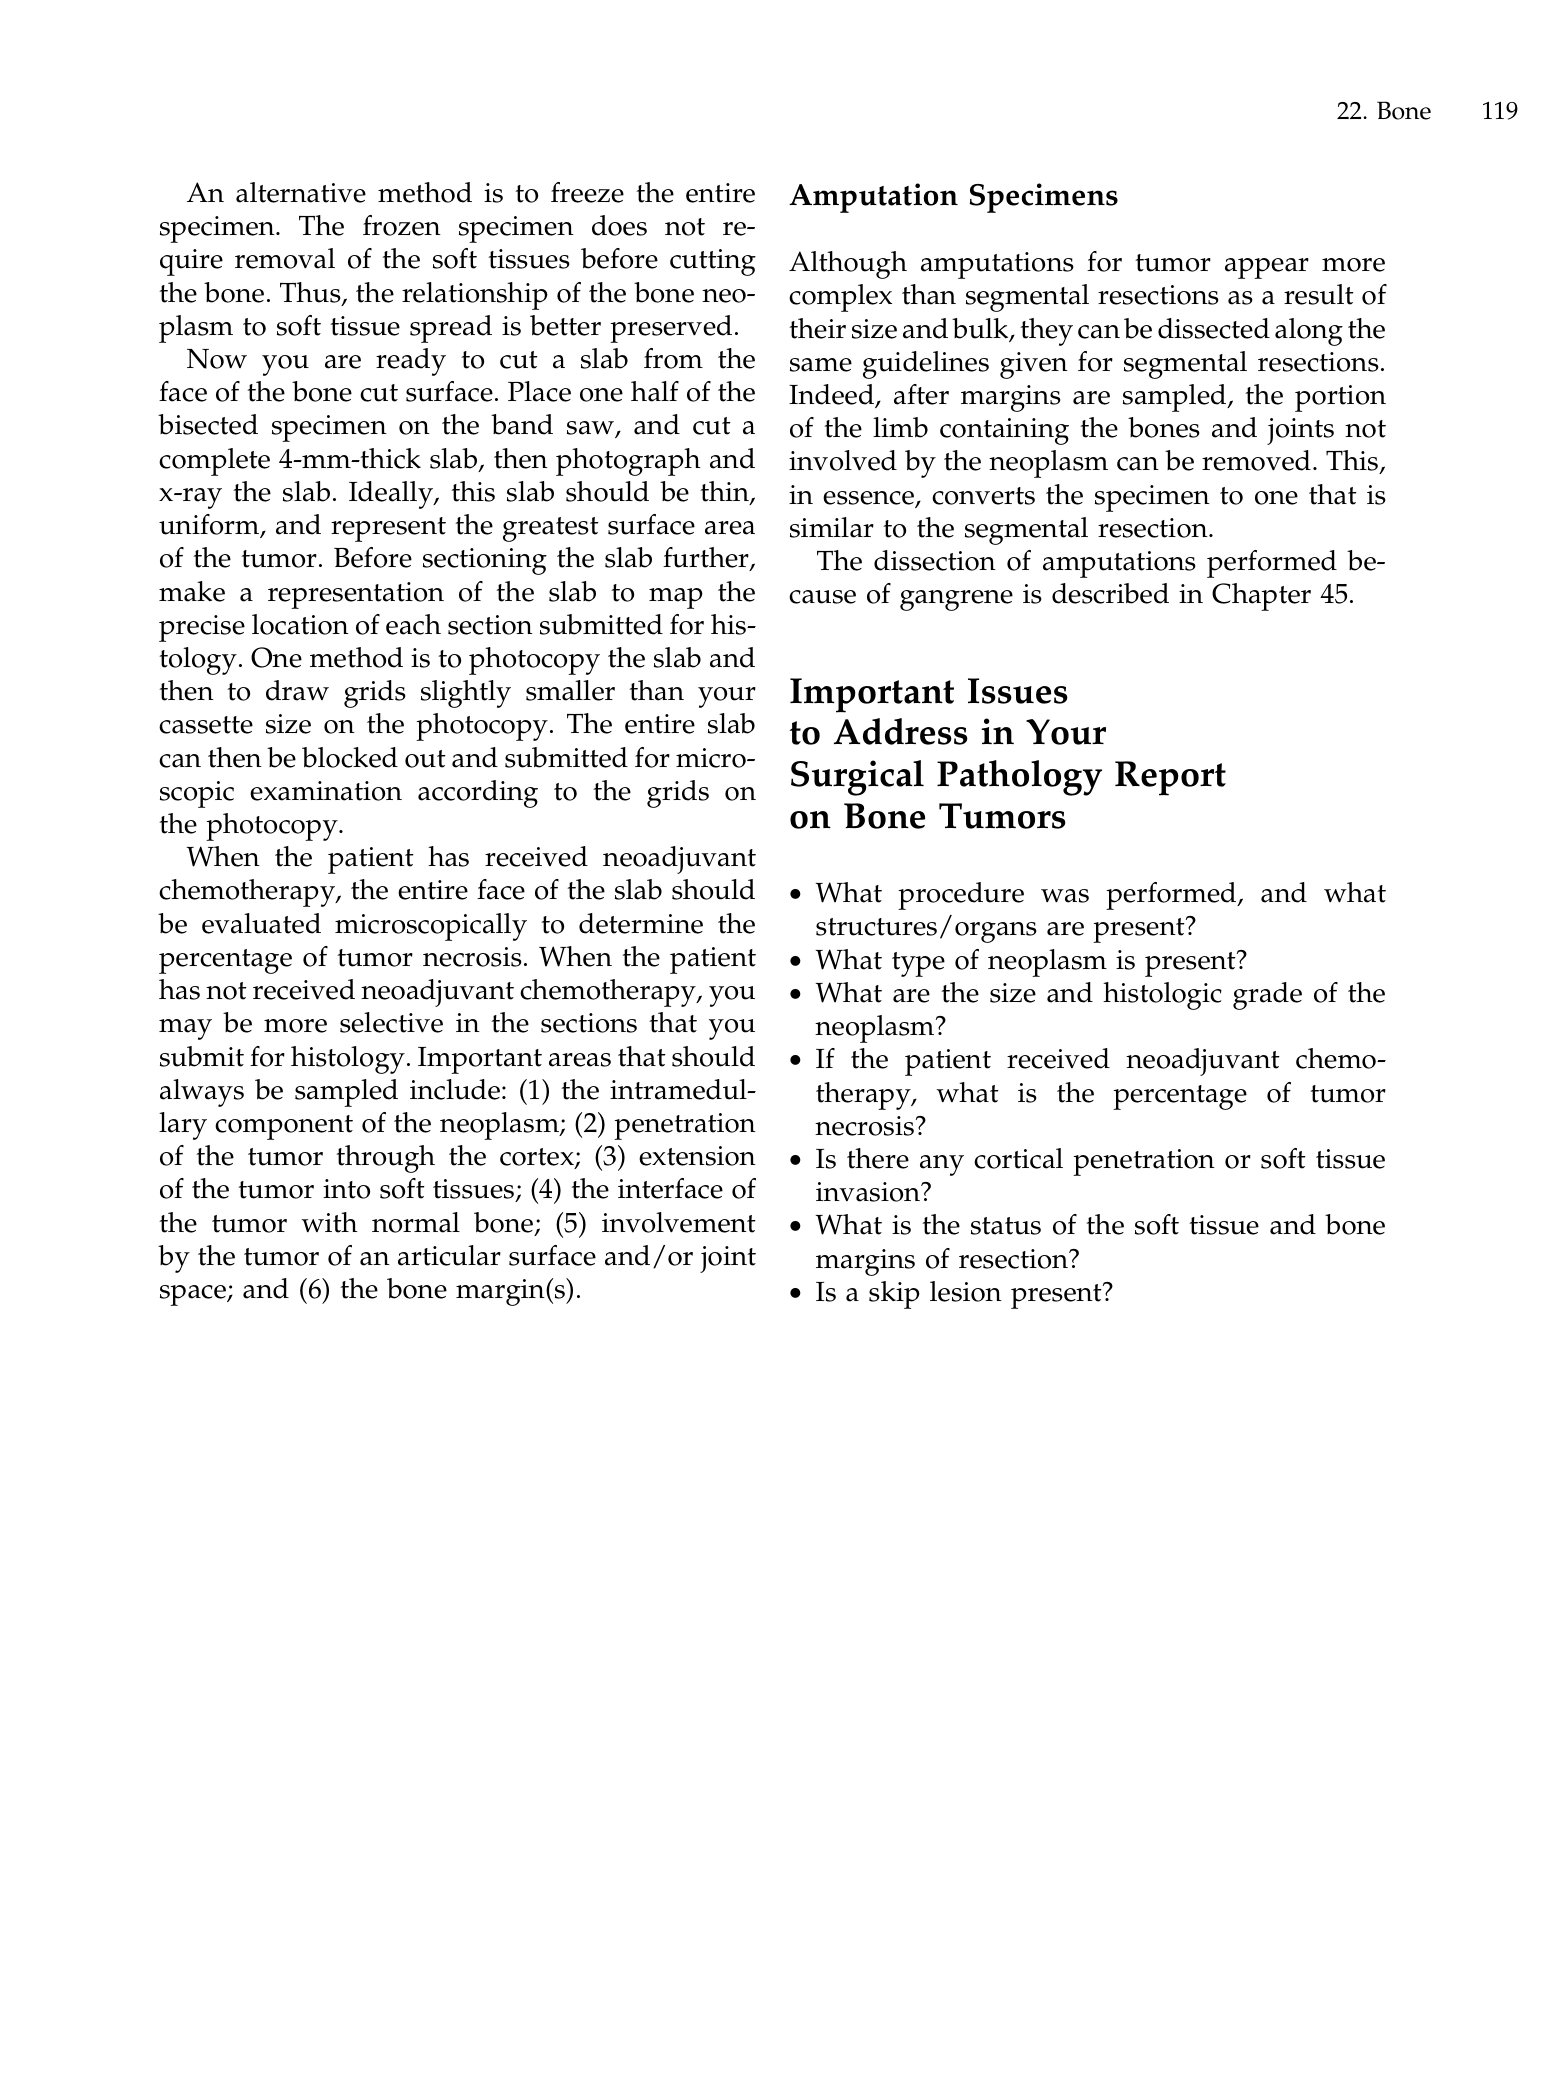 22. Bone 119
An alternative method is to freeze the entire
specimen. The frozen specimen does not re-
quire removal of the soft tissues before cutting
the bone. Thus, the relationship of the bone neo-
plasm to soft tissue spread is better preserved.
Now you are ready to cut a slab from the
face of the bone cut surface. Place one half of the
bisected specimen on the band saw, and cut a
complete 4-mm-thick slab, then photograph and
x-ray the slab. Ideally, this slab should be thin,
uniform, and represent the greatest surface area
of the tumor. Before sectioning the slab further,
make a representation of the slab to map the
precise location of each section submitted for his-
tology. One method is to photocopy the slab and
then to draw grids slightly smaller than your
cassette size on the photocopy. The entire slab
can then be blocked out and submitted for micro-
scopic examination according to the grids on
the photocopy.
When the patient has received neoadjuvant
chemotherapy, the entire face of the slab should
be evaluated microscopically to determine the
percentage of tumor necrosis. When the patient
has not received neoadjuvant chemotherapy, you
may be more selective in the sections that you
submit for histology. Important areas that should
always be sampled include: (1) the intramedul-
lary component of the neoplasm; (2) penetration
of the tumor through the cortex; (3) extension
of the tumor into soft tissues; (4) the interface of
the tumor with normal bone; (5) involvement
by the tumor of an articular surface and/or joint
space; and (6) the bone margin(s).
Amputation Specimens
Although amputations for tumor appear more
complex than segmental resections as a result of
their size and bulk, they can be dissected along the
same guidelines given for segmental resections.
Indeed, after margins are sampled, the portion
of the limb containing the bones and joints not
involved by the neoplasm can be removed. This,
in essence, converts the specimen to one that is
similar to the segmental resection.
The dissection of amputations performed be-
cause of gangrene is described in Chapter 45.
Important Issues
to Address in Your
Surgical Pathology Report
on Bone Tumors
• What procedure was performed, and what
structures/organs are present?
• What type of neoplasm is present?
• What are the size and histologic grade of the
neoplasm?
• If the patient received neoadjuvant chemo-
therapy, what is the percentage of tumor
necrosis?
• Is there any cortical penetration or soft tissue
invasion?
• What is the status of the soft tissue and bone
margins of resection?
• Is a skip lesion present?